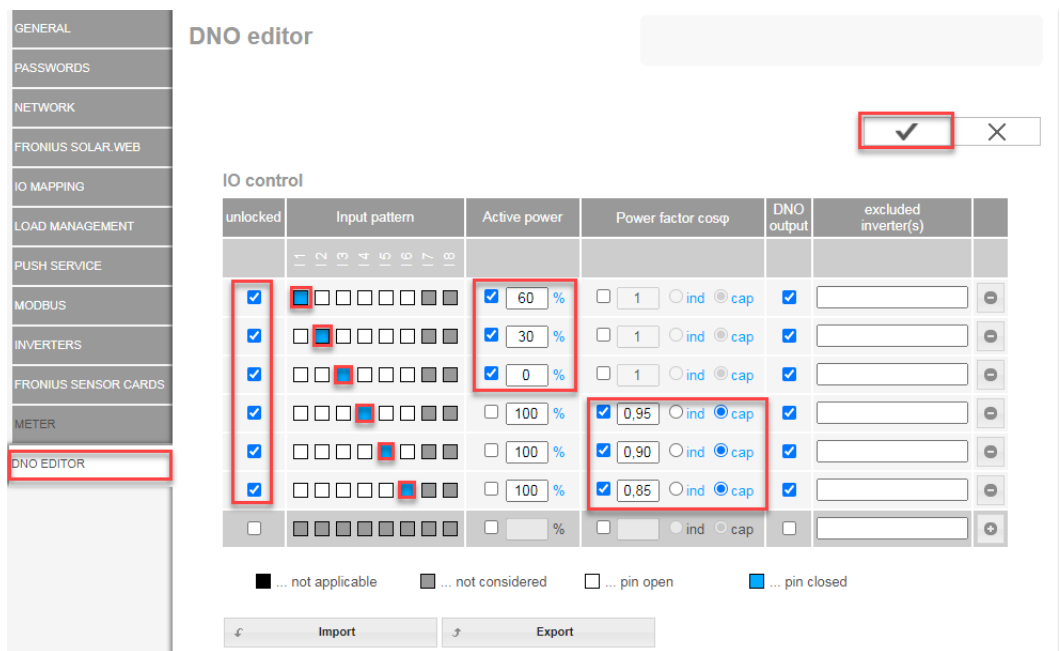 GENERAL
PASSWORDS
NETWORK
FRONIUS SOLAR.WEB
IO MAPPING
LOAD MANAGEMENT
PUSH SERVICE
MODBUS
INVERTERS
FRONIUS SENSOR CARDS
METER
DNO EDITOR
DNO editor
IO control
unlocked Input pattern Active power Power factor cosφ DNO output excluded inverter(s)
I1 I2 I3 I4 I5 I6 I7 I8
60 % 1 ind cap
30 % 1 ind cap
0 % 1 ind cap
100 % 0,95 ind cap
100 % 0,90 ind cap
100 % 0,85 ind cap
% ind cap
... not applicable ... not considered ... pin open ... pin closed
Import Export